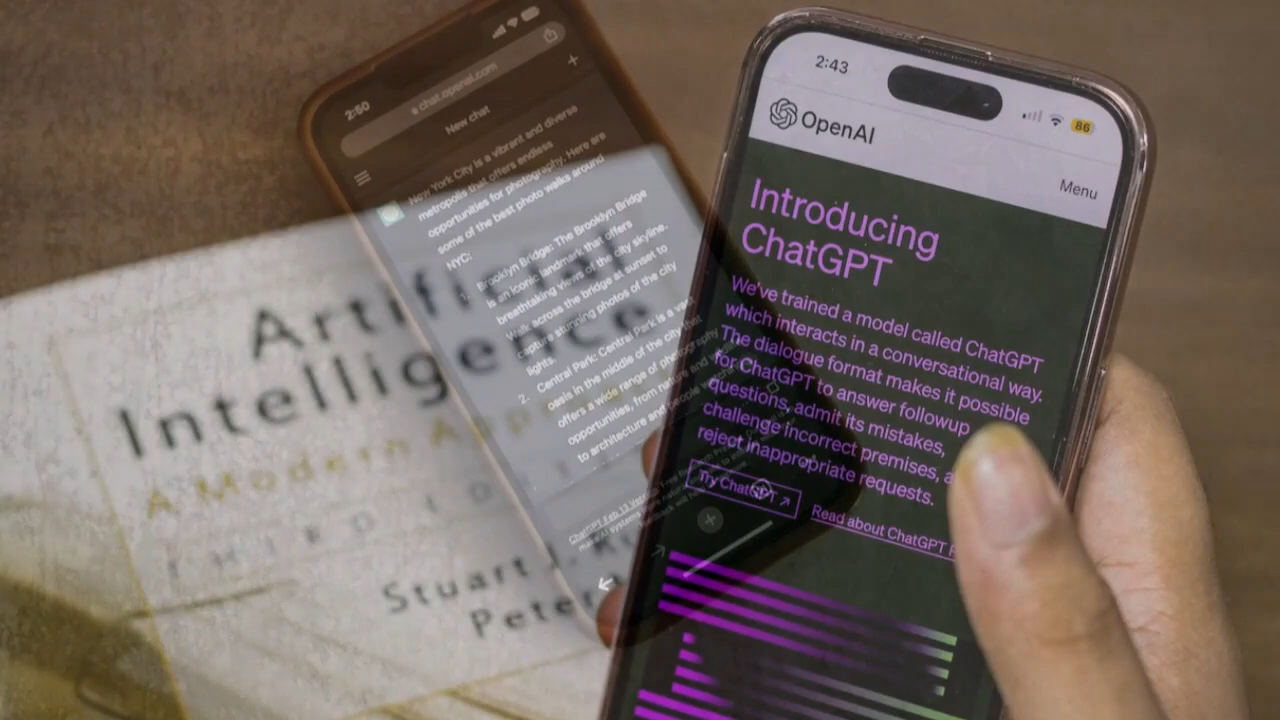 2:50
chat.openai.com
New chat
New York City is a vibrant and diverse
metropolis that offers endless
opportunities for photography. Here are
some of the best photo walks around
NYC:
Brooklyn Bridge: The Brooklyn Bridge
is an iconic landmark that offers
breathtaking views of the city skyline.
Walk across the bridge at sunset to
capture stunning photos of the city
lights.
2. Central Park: Central Park is a
oasis in the middle of the city that
offers a wide range of photography
opportunities, from nature and
to architecture and people
ChatGPT Feb 13 Version
2:43
86
OpenAI
Menu
Introducing
ChatGPT
We've trained a model called ChatGPT
which interacts in a conversational way.
The dialogue format makes it possible
for ChatGPT to answer followup
questions, admit its mistakes,
challenge incorrect premises, a
reject inappropriate requests.
Try ChatGPT ↗
Read about ChatGPT
Artificial
Intelligence
A Modern
THIRD
Stuart
Peter